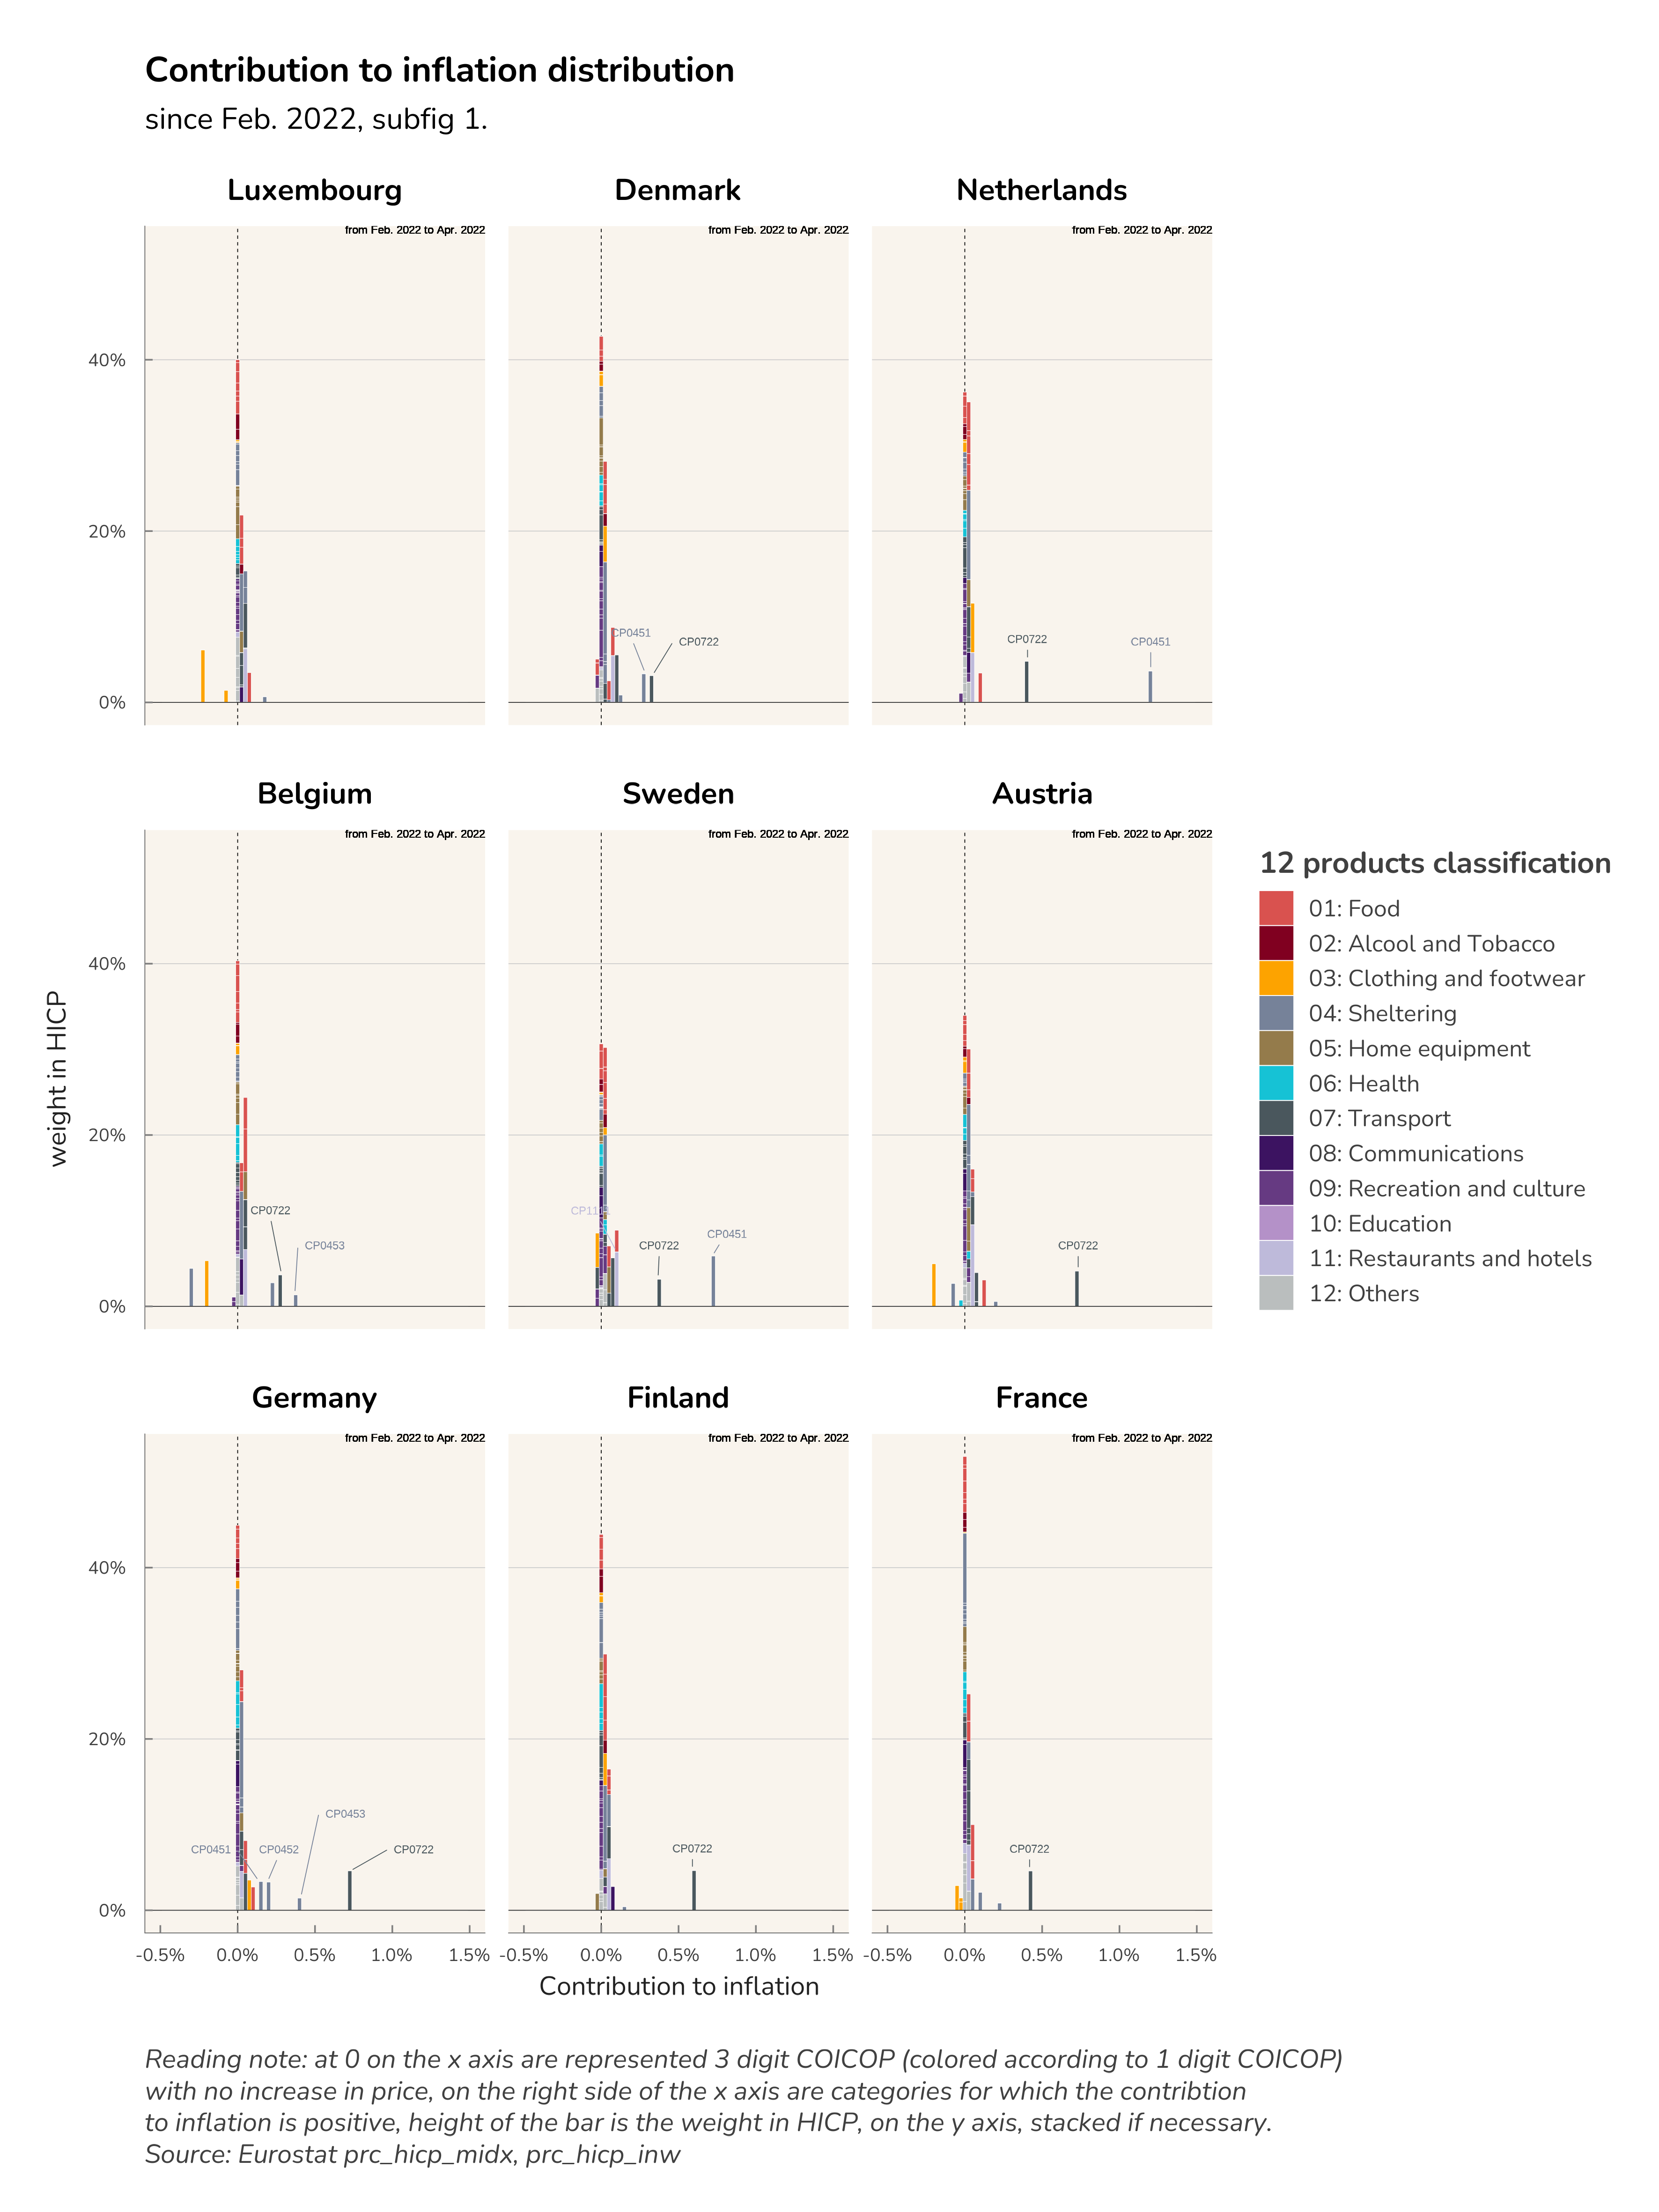 Contribution to inflation distribution
since Feb. 2022, subfig 1.
Luxembourg
Denmark
Netherlands
from Feb. 2022 to Apr. 2022
from Feb. 2022 to Apr. 2022
from Feb. 2022 to Apr. 2022
40%
20%
0%
CP0451
CP0722
CP0722
CP0451
Belgium
Sweden
Austria
from Feb. 2022 to Apr. 2022
from Feb. 2022 to Apr. 2022
from Feb. 2022 to Apr. 2022
40%
20%
0%
CP0722
CP0453
CP0722
CP0451
CP0722
weight in HICP
12 products classification
01: Food
02: Alcool and Tobacco
03: Clothing and footwear
04: Sheltering
05: Home equipment
06: Health
07: Transport
08: Communications
09: Recreation and culture
10: Education
11: Restaurants and hotels
12: Others
Germany
Finland
France
from Feb. 2022 to Apr. 2022
from Feb. 2022 to Apr. 2022
from Feb. 2022 to Apr. 2022
40%
20%
0%
CP0451
CP0452
CP0453
CP0722
CP0722
CP0722
-0.5% 0.0% 0.5% 1.0% 1.5%
-0.5% 0.0% 0.5% 1.0% 1.5%
-0.5% 0.0% 0.5% 1.0% 1.5%
Contribution to inflation
Reading note: at 0 on the x axis are represented 3 digit COICOP (colored according to 1 digit COICOP)
with no increase in price, on the right side of the x axis are categories for which the contribtion
to inflation is positive, height of the bar is the weight in HICP, on the y axis, stacked if necessary.
Source: Eurostat prc_hicp_midx, prc_hicp_inw